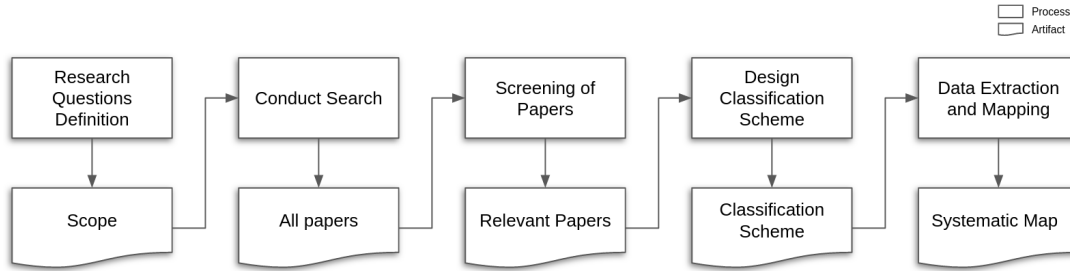 Process
Artifact
Research
Questions
Definition
Conduct Search
Screening of
Papers
Design
Classification
Scheme
Data Extraction
and Mapping
Scope
All papers
Relevant Papers
Classification
Scheme
Systematic Map